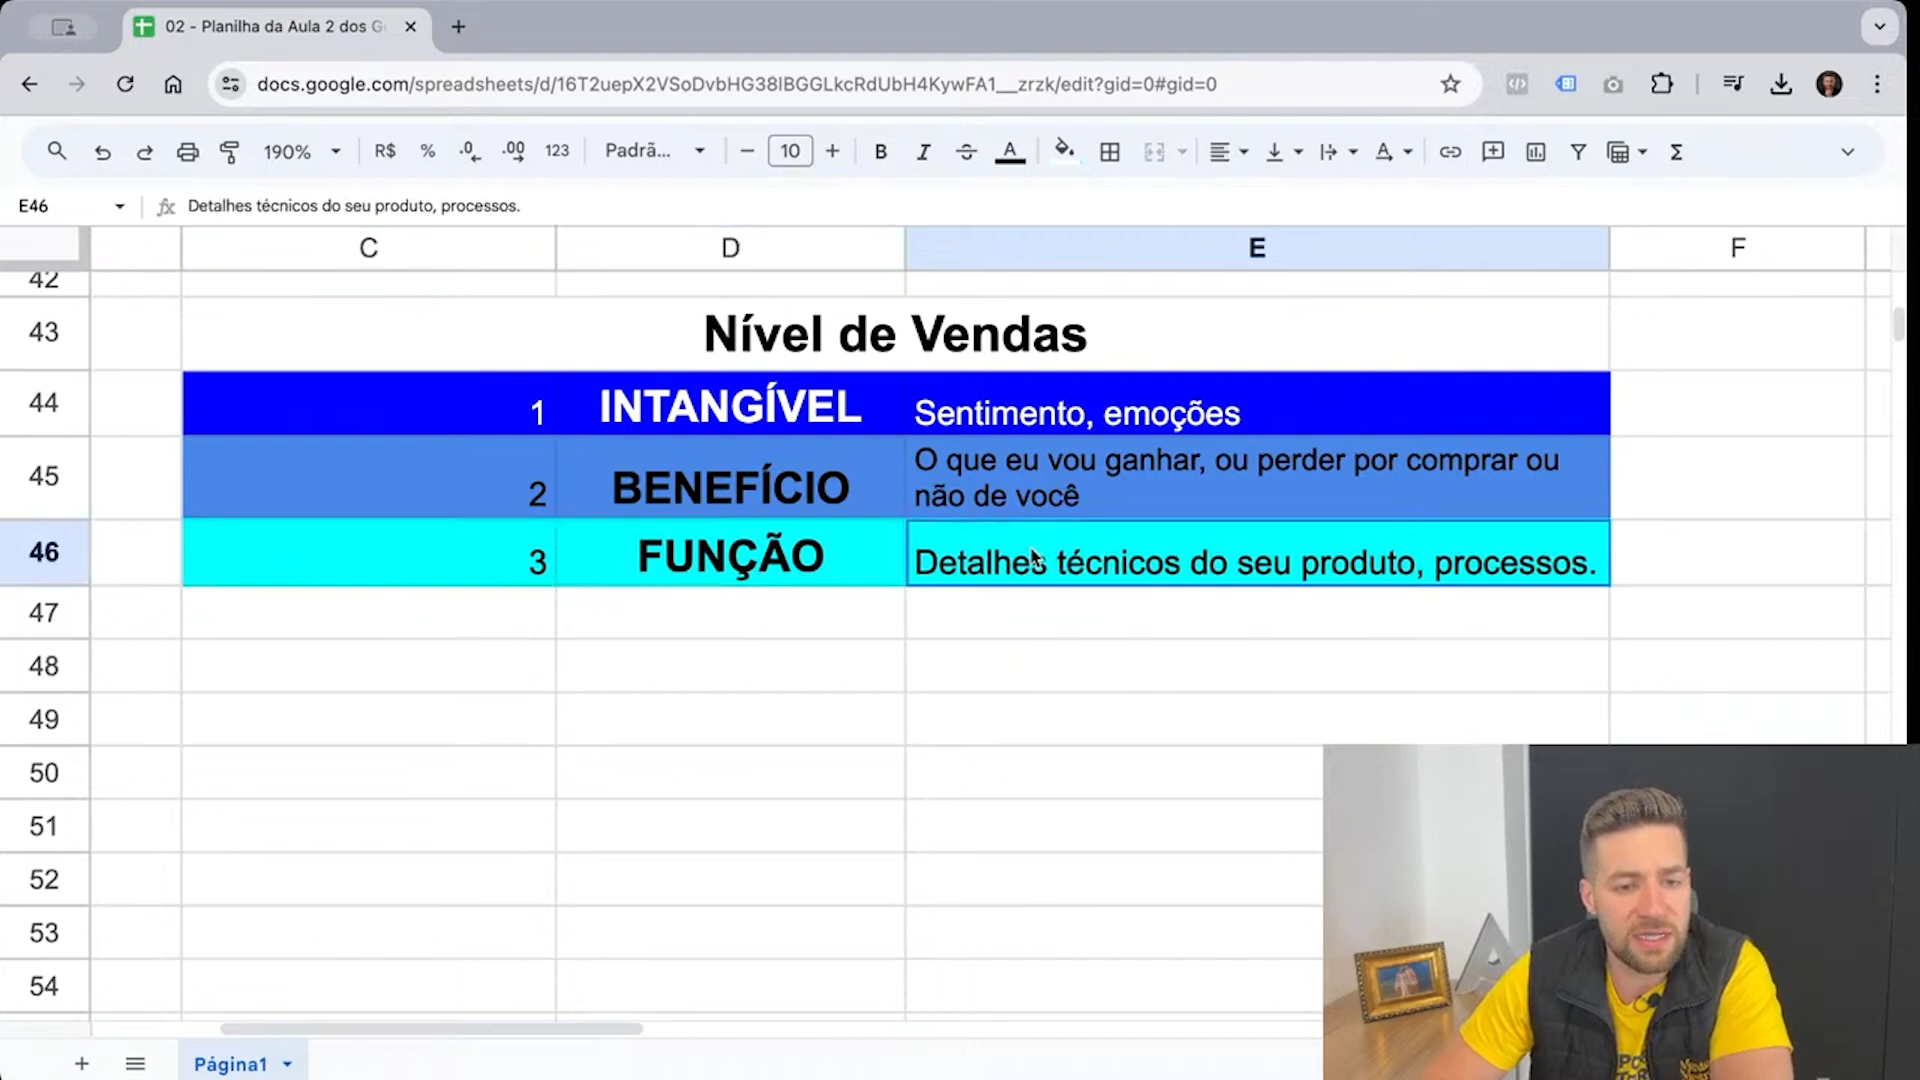 02 - Planilha da Aula 2 dos G
docs.google.com/spreadsheets/d/16T2uepX2VSoDvbHG38lBGGLkcRdUbH4KywFA1__zrzk/edit?gid=0#gid=0
190% R$ % .0 .00 123 Padrã... 10 B I A Σ
E46 fx Detalhes técnicos do seu produto, processos.
C D E F
42
43 Nível de Vendas
44 1 INTANGÍVEL Sentimento, emoções
45 2 BENEFÍCIO O que eu vou ganhar, ou perder por comprar ou
não de você
46 3 FUNÇÃO Detalhes técnicos do seu produto, processos.
47
48
49
50
51
52
53
54
Página1